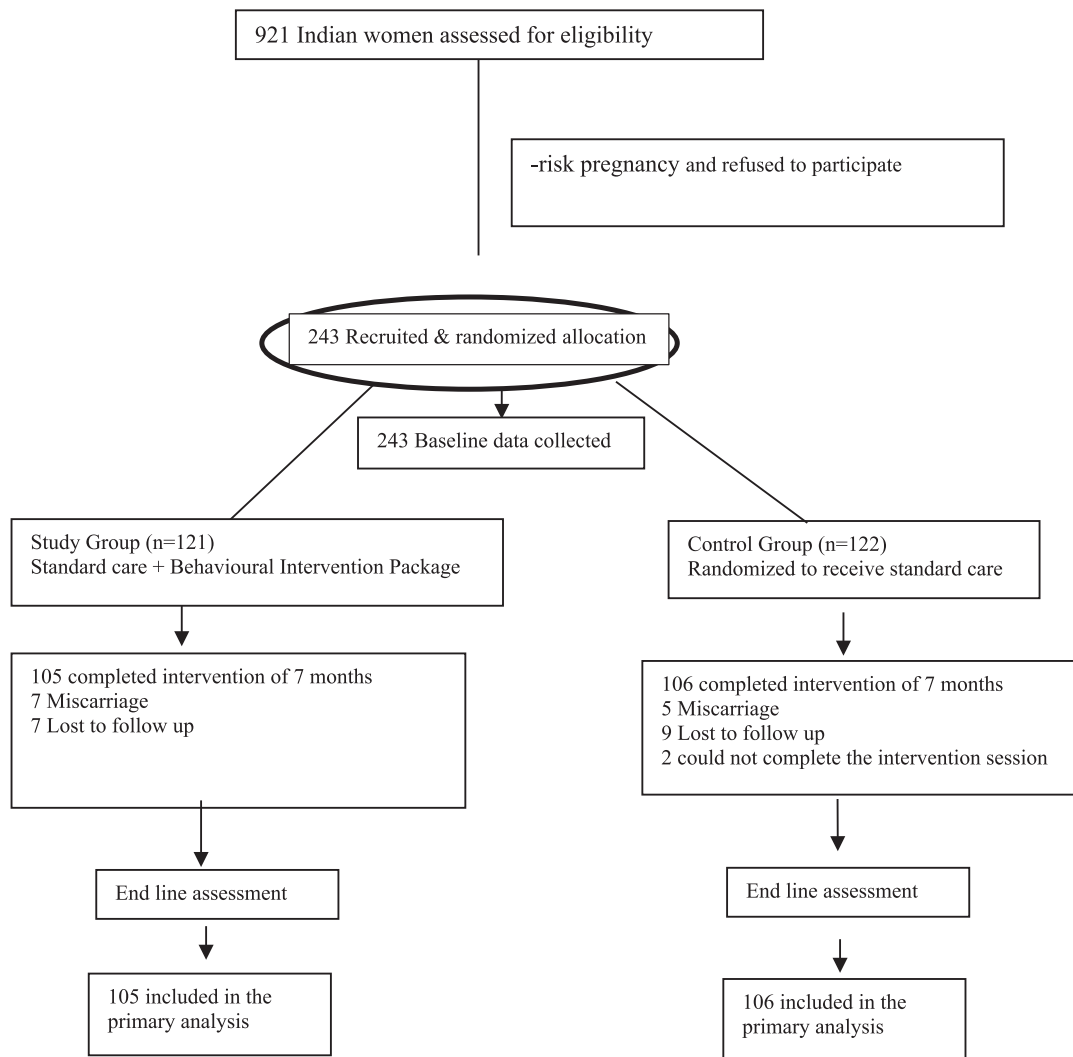 921 Indian women assessed for eligibility
-risk pregnancy and refused to participate
243 Recruited & randomized allocation
243 Baseline data collected
Study Group (n=121)
Standard care + Behavioural Intervention Package
Control Group (n=122)
Randomized to receive standard care
105 completed intervention of 7 months
7 Miscarriage
7 Lost to follow up
106 completed intervention of 7 months
5 Miscarriage
9 Lost to follow up
2 could not complete the intervention session
End line assessment
End line assessment
105 included in the
primary analysis
106 included in the
primary analysis